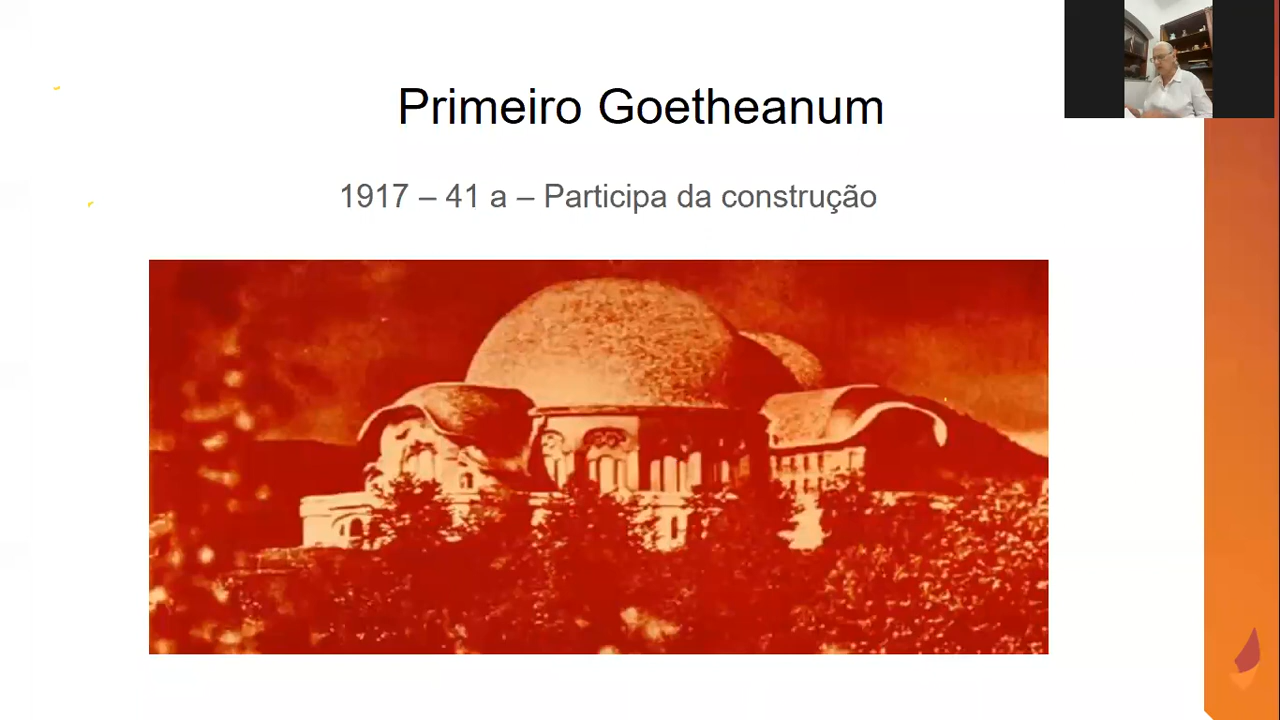 Primeiro Goetheanum
1917 – 41 a – Participa da construção